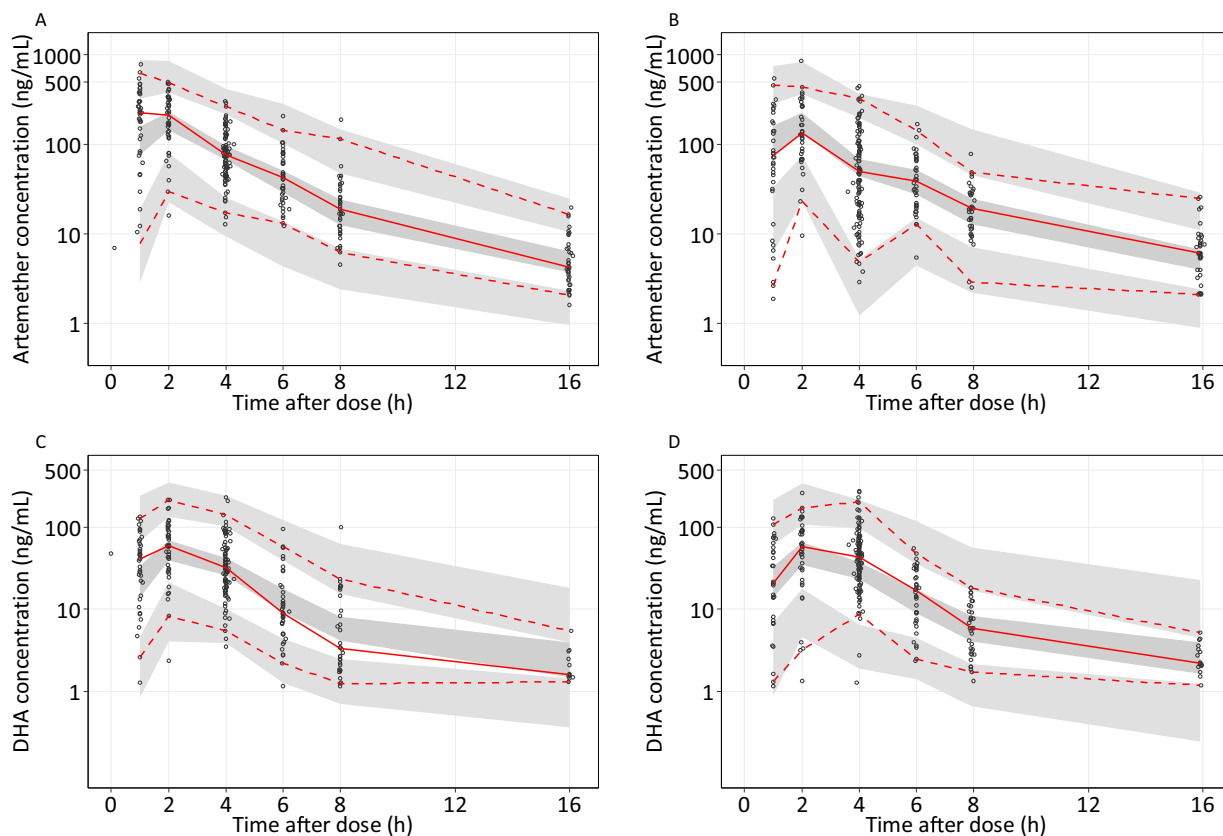 A
Artemether concentration (ng/mL)
1000
500
100
10
1
0 2 4 6 8 12 16
Time after dose (h)
B
Artemether concentration (ng/mL)
1000
500
100
10
1
0 2 4 6 8 12 16
Time after dose (h)
C
DHA concentration (ng/mL)
500
100
10
1
0 2 4 6 8 12 16
Time after dose (h)
D
DHA concentration (ng/mL)
500
100
10
1
0 2 4 6 8 12 16
Time after dose (h)